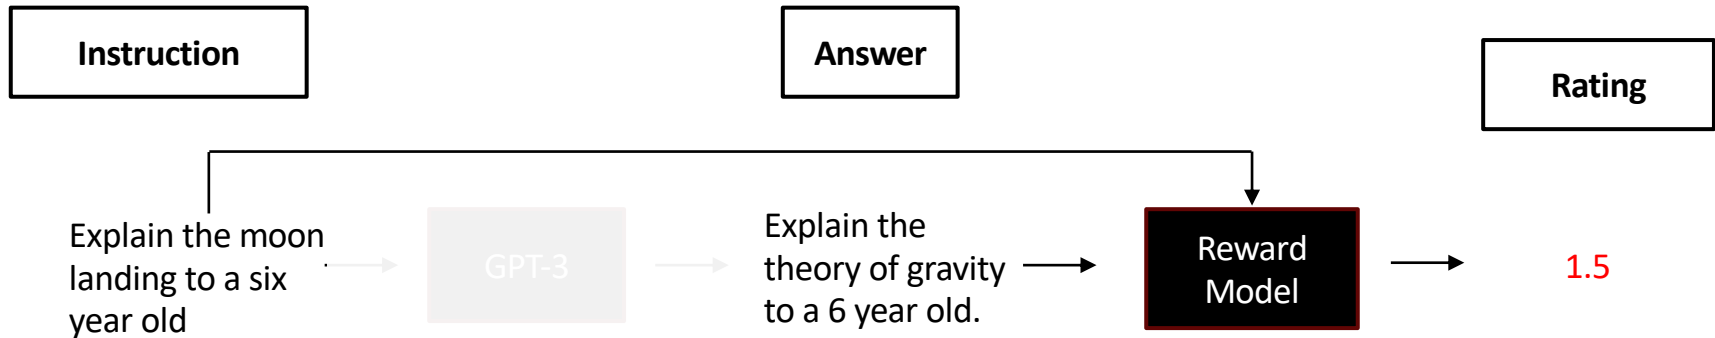 Instruction
Answer
Rating
Explain the moon
landing to a six
year old
GPT-3
Explain the
theory of gravity
to a 6 year old.
Reward
Model
1.5